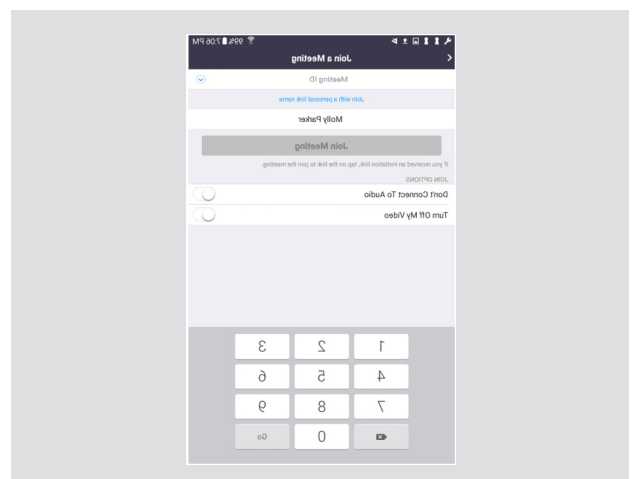 99% 7:06 PM
Join a Meeting
Meeting ID
Join with a personal link name
Molly Parker
Join Meeting
If you received an invitation link, tap on the link to join the meeting.
JOIN OPTIONS
Don't Connect To Audio
Turn Off My Video
1 2 3
4 5 6
7 8 9
0 Go